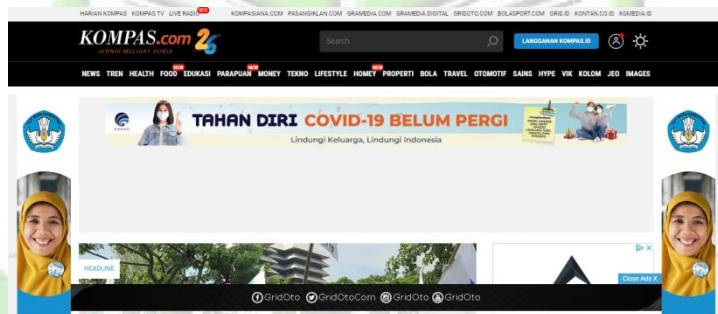 HARIAN KOMPAS KOMPAS TV LIVE RADIO NEW KOMPASIANA.COM PASANGIKLAN.COM GRAMEDIA.COM GRAMEDIA.DIGITAL GRIDOTO.COM BOLASPORT.COM GRID.ID KONTAN.CO.ID KGMEDIA.ID
KOMPAS.com 26
JERNIH MELIHAT DUNIA
Search
LANGGANAN KOMPAS.ID
NEWS TREN HEALTH FOOD NEW EDUKASI PARAPUAN NEW MONEY TEKNO LIFESTYLE HOMEY NEW PROPERTI BOLA TRAVEL OTOMOTIF SAINS HYPE VIK KOLOM JEO IMAGES
TAHAN DIRI COVID-19 BELUM PERGI
Lindungi Keluarga, Lindungi Indonesia
HEADLINE
Close Ads X
GridOto GridOtoCom GridOto GridOto